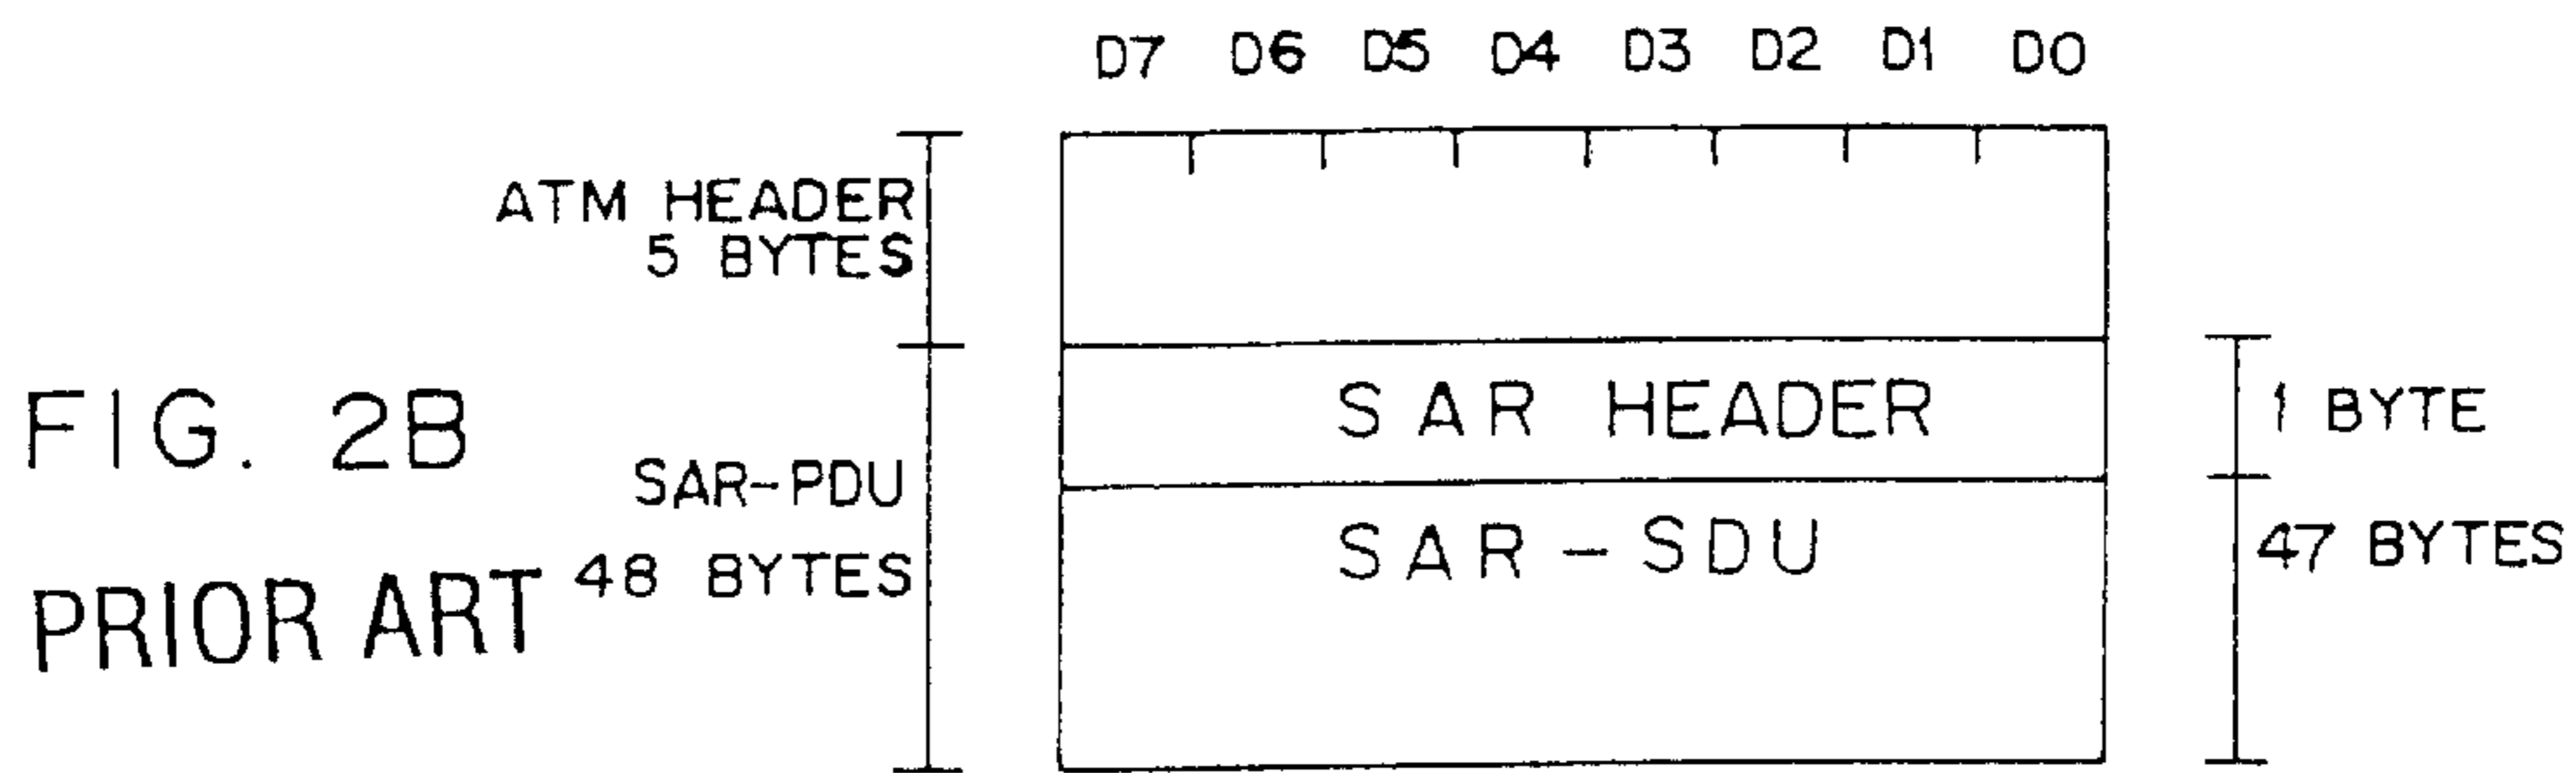 D7 D6 D5 D4 D3 D2 D1 D0
ATM HEADER
5 BYTES
FIG. 2B
PRIOR ART
SAR-PDU
48 BYTES
SAR HEADER
1 BYTE
SAR-SDU
47 BYTES